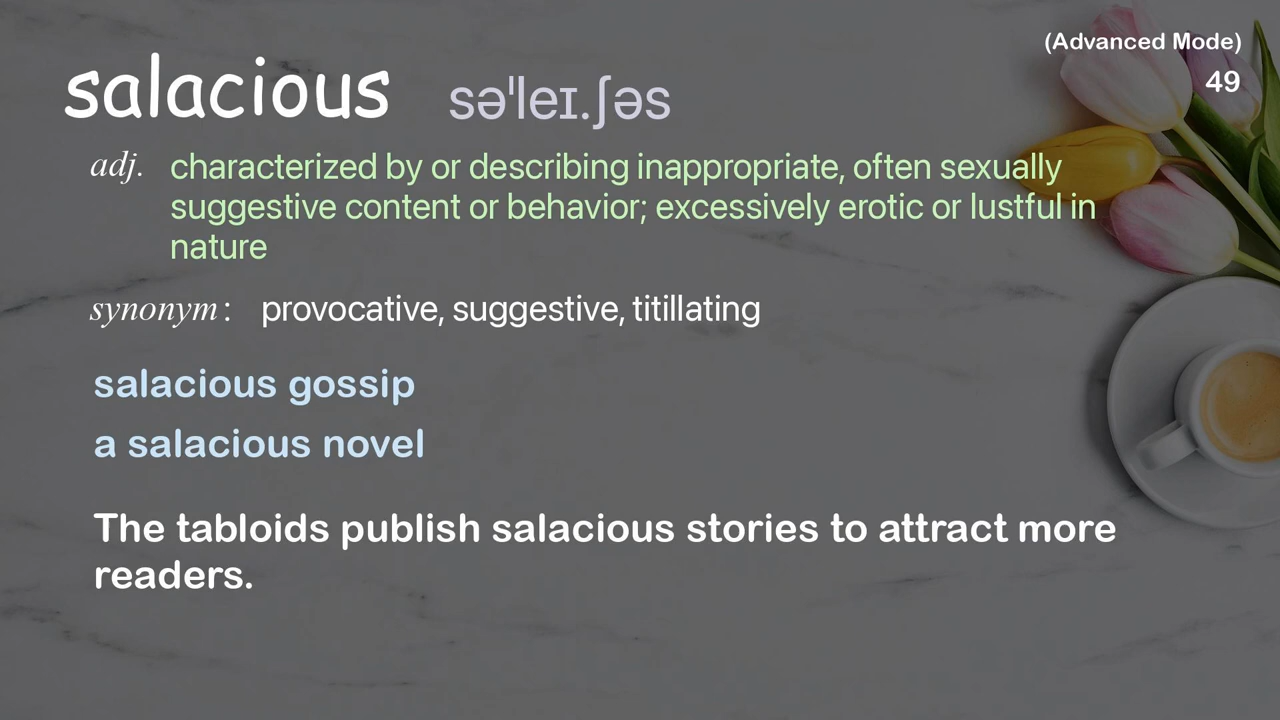 (Advanced Mode)
49
salacious səˈleɪ.ʃəs
adj. characterized by or describing inappropriate, often sexually
suggestive content or behavior; excessively erotic or lustful in
nature
synonym: provocative, suggestive, titillating
salacious gossip
a salacious novel
The tabloids publish salacious stories to attract more
readers.